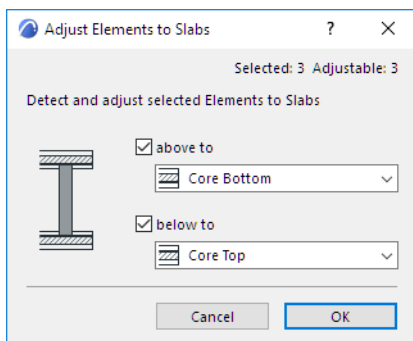 Adjust Elements to Slabs ? 
Selected: 3 Adjustable: 3
Detect and adjust selected Elements to Slabs
above to
Core Bottom
below to
Core Top
Cancel OK